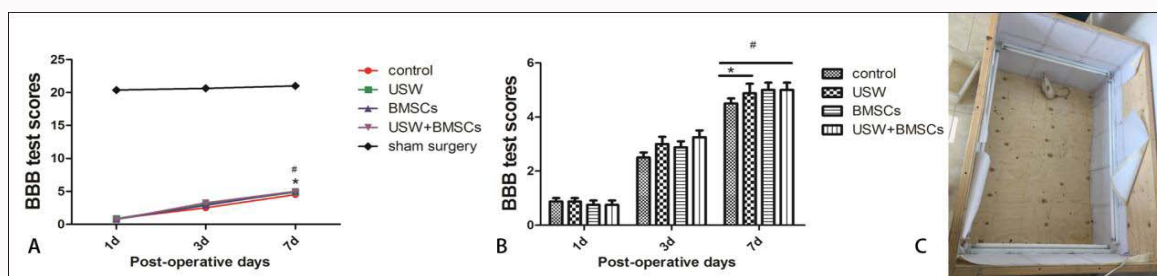 25
20
15
10
5
0
BBB test scores
1d
3d
7d
Post-operative days
#
*
control
USW
BMSCs
USW+BMSCs
sham surgery
A
6
4
2
0
BBB test scores
1d
3d
7d
Post-operative days
#
*
control
USW
BMSCs
USW+BMSCs
B
C